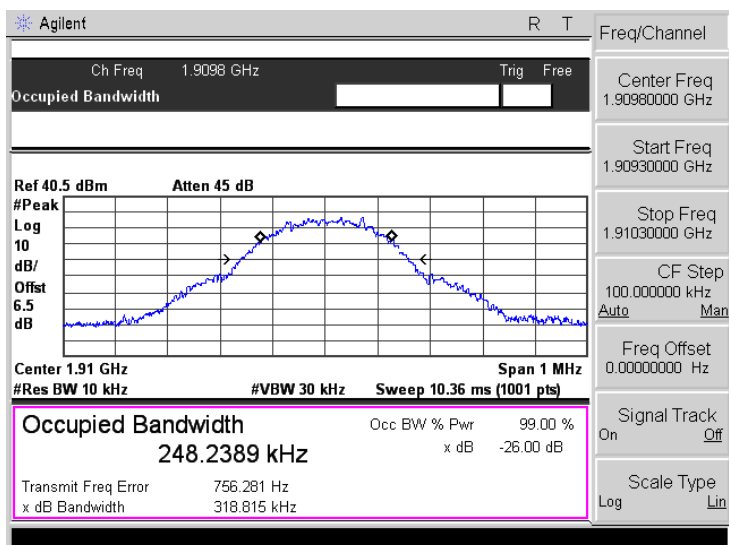 Agilent R T
Ch Freq 1.9098 GHz Trig Free
Occupied Bandwidth
Ref 40.5 dBm Atten 45 dB
#Peak
Log
10
dB/
Offst
6.5
dB
Center 1.91 GHz Span 1 MHz
#Res BW 10 kHz #VBW 30 kHz Sweep 10.36 ms (1001 pts)
Occupied Bandwidth
248.2389 kHz
Occ BW % Pwr 99.00 %
x dB -26.00 dB
Transmit Freq Error 756.281 Hz
x dB Bandwidth 318.815 kHz
Freq/Channel
Center Freq
1.90980000 GHz
Start Freq
1.90930000 GHz
Stop Freq
1.91030000 GHz
CF Step
100.000000 kHz
Auto Man
Freq Offset
0.00000000 Hz
Signal Track
On Off
Scale Type
Log Lin